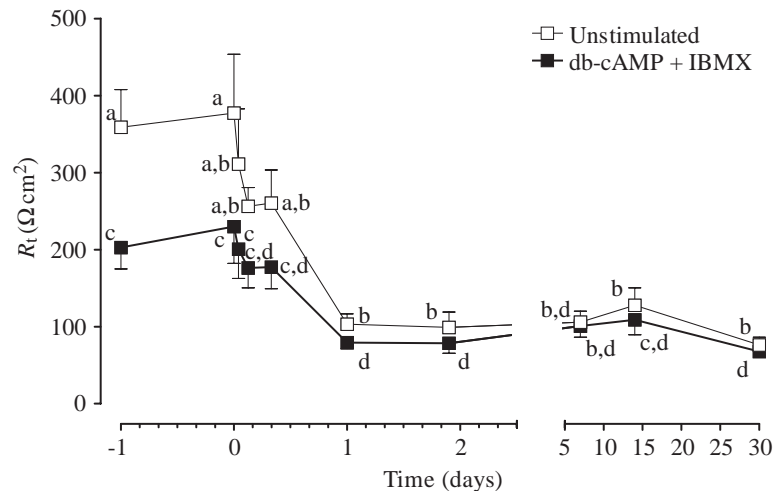 500
400
300
200
100
0
R_t (Ω cm²)
Unstimulated
db-cAMP + IBMX
a
a
a,b
a,b
a,b
c
c
c
c,d
c,d
b
b
d
d
b,d
b
b
b,d
c,d
d
-1
0
1
2
5
10
15
20
25
30
Time (days)